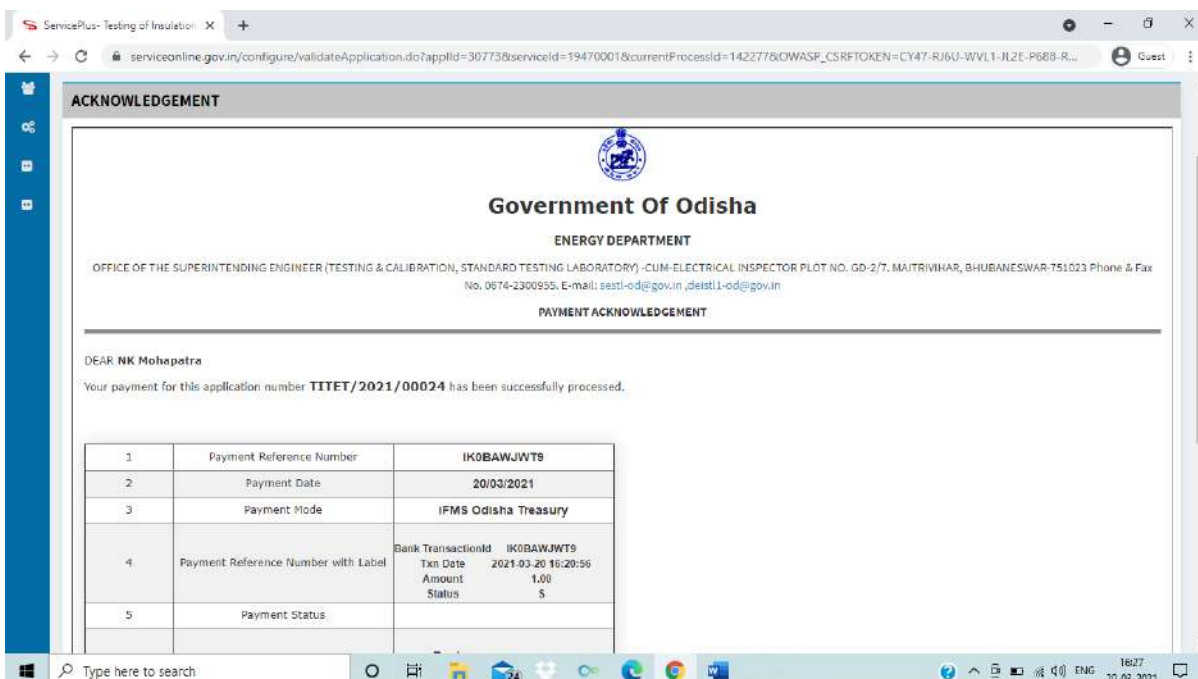 ServicePlus- Testing of Insulation
serviceonline.gov.in/configure/validateApplication.do?applId=30773&serviceId=19470001&currentProcessId=142277&OWASP_CSRFTOKEN=CY47-RJ6U-WVL1-JL2E-P688-R...
Guest
ACKNOWLEDGEMENT
Government Of Odisha
ENERGY DEPARTMENT
OFFICE OF THE SUPERINTENDING ENGINEER (TESTING & CALIBRATION, STANDARD TESTING LABORATORY) -CUM-ELECTRICAL INSPECTOR PLOT NO. GD-2/7. MAITRIVIHAR, BHUBANESWAR-751023 Phone & Fax
No. 0674-2300955. E-mail: sestl-od@gov.in ,deistl1-od@gov.in
PAYMENT ACKNOWLEDGEMENT
DEAR NK Mohapatra
Your payment for this application number TITET/2021/00024 has been successfully processed.
1 Payment Reference Number IK0BAWJWT9
2 Payment Date 20/03/2021
3 Payment Mode IFMS Odisha Treasury
4 Payment Reference Number with Label
Bank TransactionId IK0BAWJWT9
Txn Date 2021-03-20 16:20:56
Amount 1.00
Status S
5 Payment Status
Type here to search
24
ENG
16:27
20-03-2021